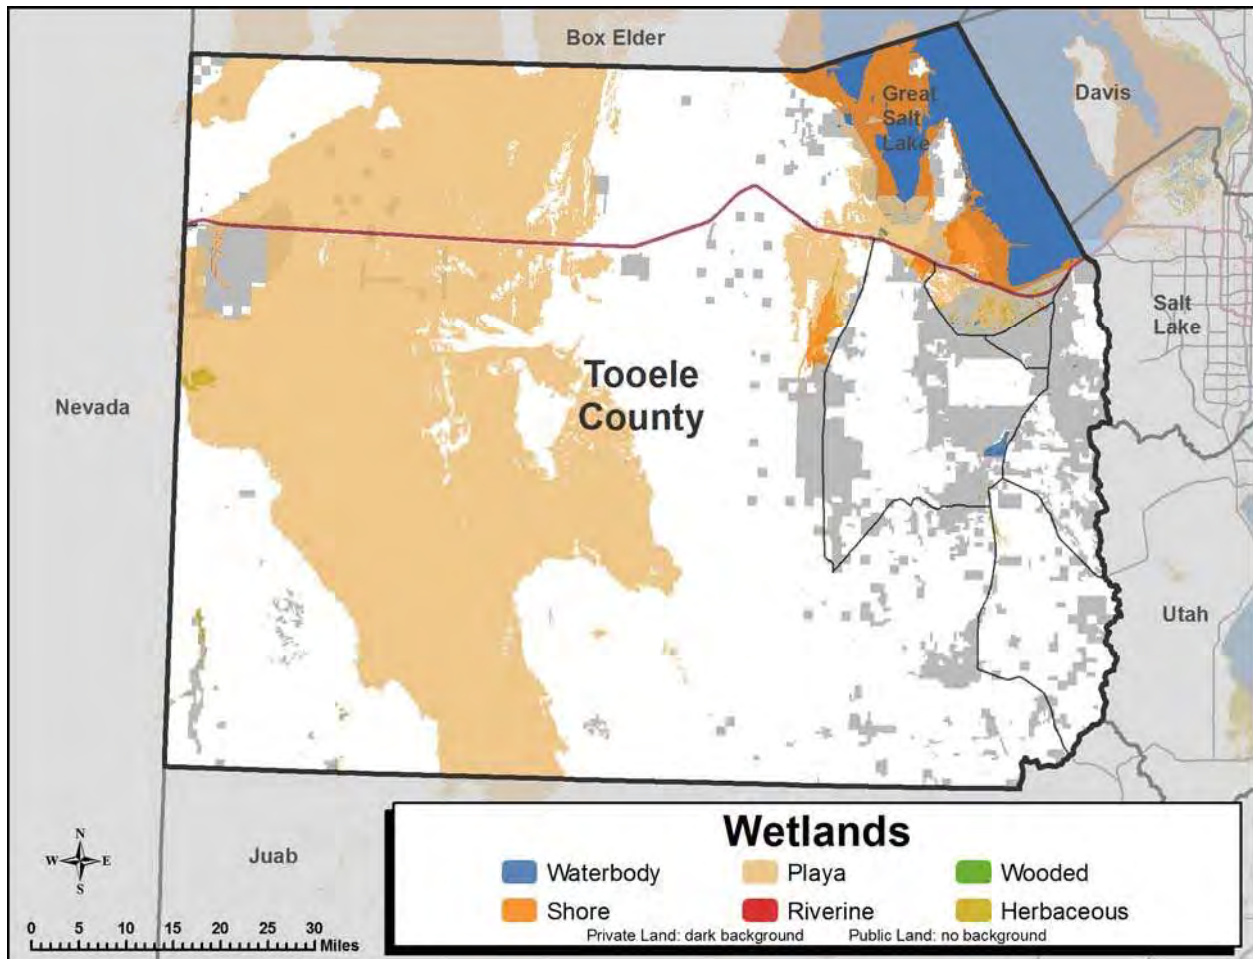 Box Elder
Great
Salt
Lake
Davis
Salt
Lake
Tooele
County
Nevada
Utah
Juab
N
W E
S
0 5 10 15 20 25 30
Miles
Wetlands
Waterbody Playa Wooded
Shore Riverine Herbaceous
Private Land: dark background Public Land: no background